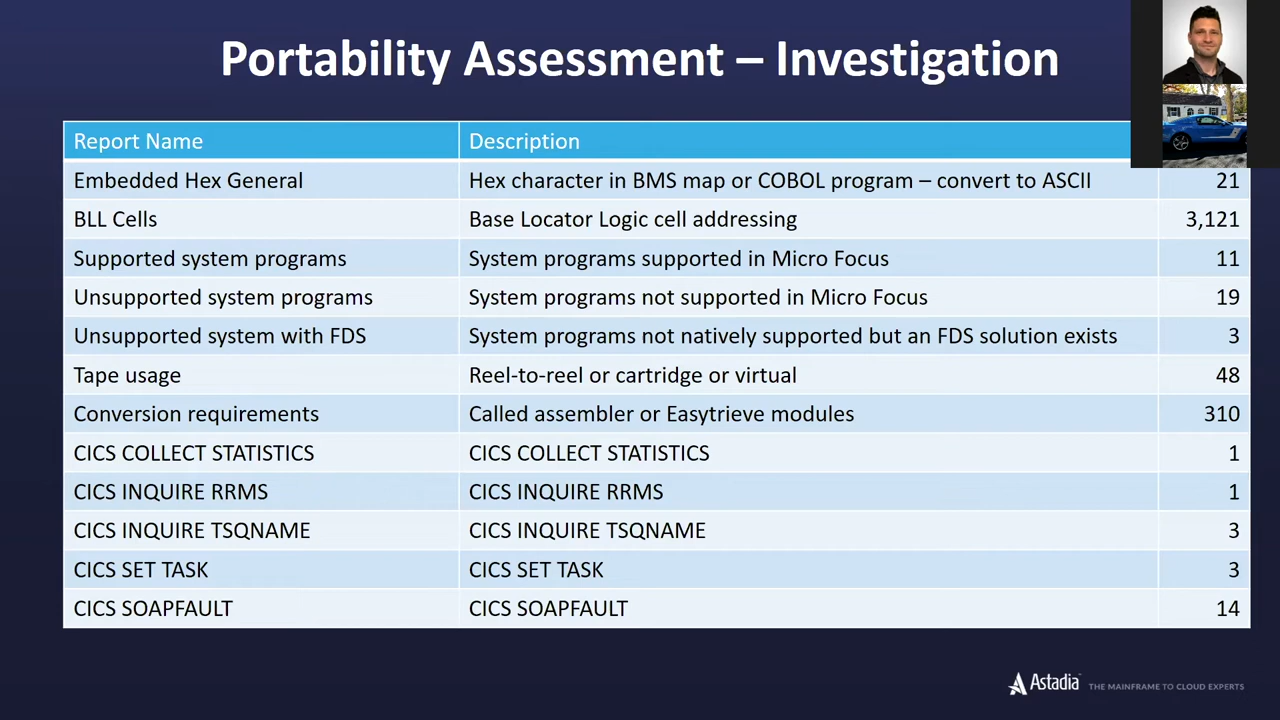 Portability Assessment – Investigation
Report Name Description
Embedded Hex General Hex character in BMS map or COBOL program – convert to ASCII 21
BLL Cells Base Locator Logic cell addressing 3,121
Supported system programs System programs supported in Micro Focus 11
Unsupported system programs System programs not supported in Micro Focus 19
Unsupported system with FDS System programs not natively supported but an FDS solution exists 3
Tape usage Reel-to-reel or cartridge or virtual 48
Conversion requirements Called assembler or Easytrieve modules 310
CICS COLLECT STATISTICS CICS COLLECT STATISTICS 1
CICS INQUIRE RRMS CICS INQUIRE RRMS 1
CICS INQUIRE TSQNAME CICS INQUIRE TSQNAME 3
CICS SET TASK CICS SET TASK 3
CICS SOAPFAULT CICS SOAPFAULT 14
Astadia THE MAINFRAME TO CLOUD EXPERTS